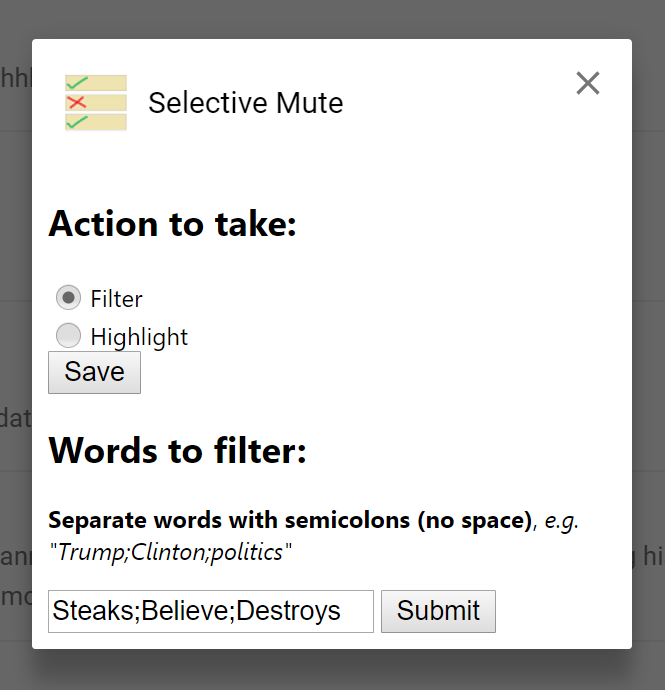 Selective Mute
Action to take:
Filter
Highlight
Save
Words to filter:
Separate words with semicolons (no space), e.g.
"Trump;Clinton;politics"
Steaks;Believe;Destroys
Submit